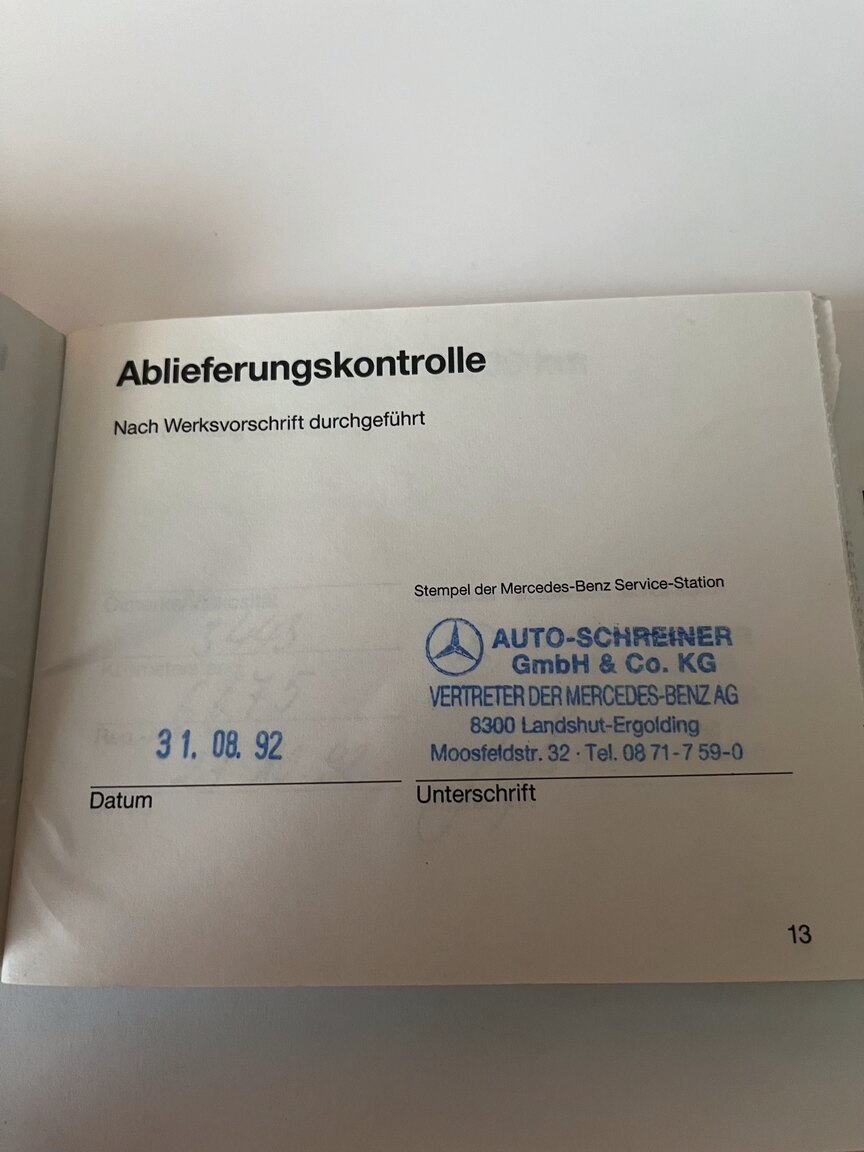 Ablieferungskontrolle
Nach Werksvorschrift durchgeführt
Stempel der Mercedes-Benz Service-Station
AUTO-SCHREINER
GmbH & Co. KG
VERTRETER DER MERCEDES-BENZ AG
8300 Landshut-Ergolding
Moosfeldstr. 32 · Tel. 08 71-7 59-0
31. 08. 92
Datum
Unterschrift
13